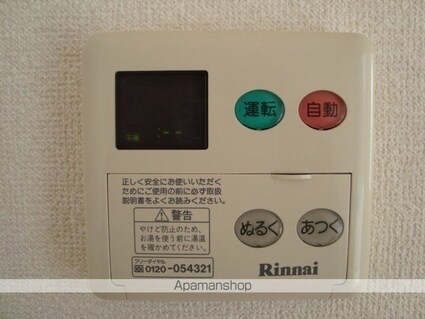 運転
自動
正しく安全にお使いいただく
ためにご使用の前に必ず取扱
説明書をよくお読みください。
警告
やけど防止のため、
お湯を使う前に湯温
を確かめてください。
フリーダイヤル
0120-054321
ぬるく
あつく
Rinnai
Apamanshop